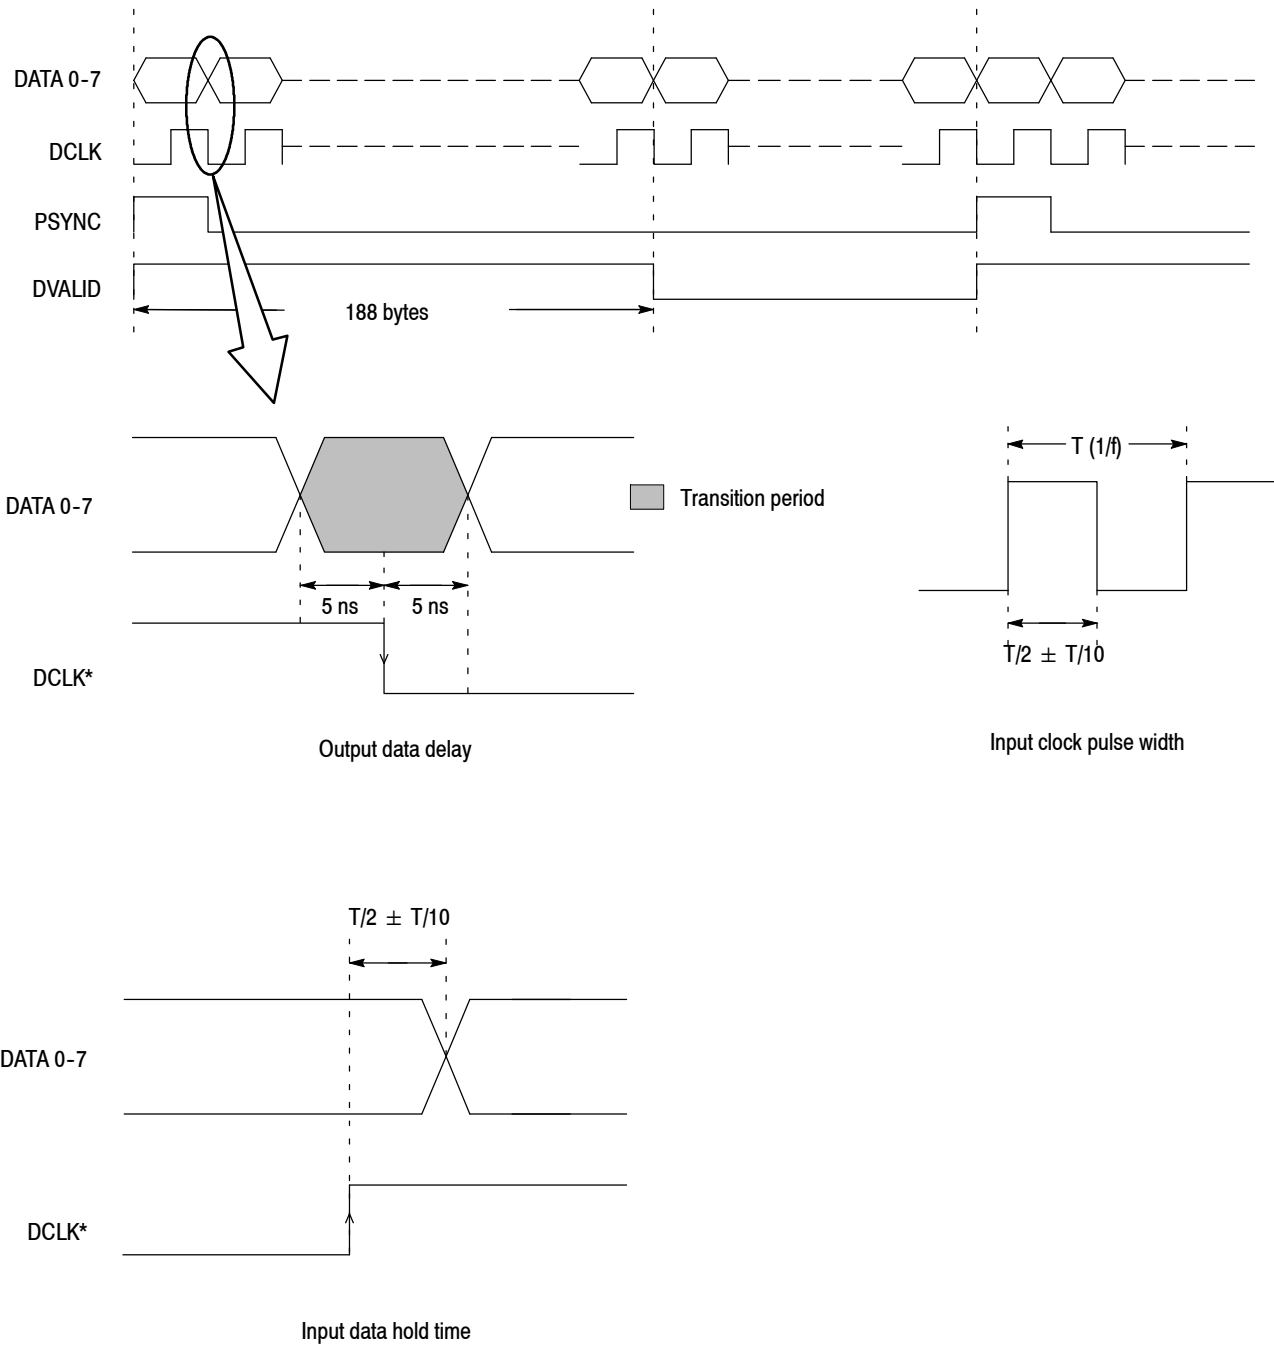 DATA 0-7
DCLK
PSYNC
DVALID
188 bytes
T (1/f)
DATA 0-7
Transition period
5 ns 5 ns
T/2 ± T/10
DCLK*
Output data delay
Input clock pulse width
T/2 ± T/10
DATA 0-7
DCLK*
Input data hold time